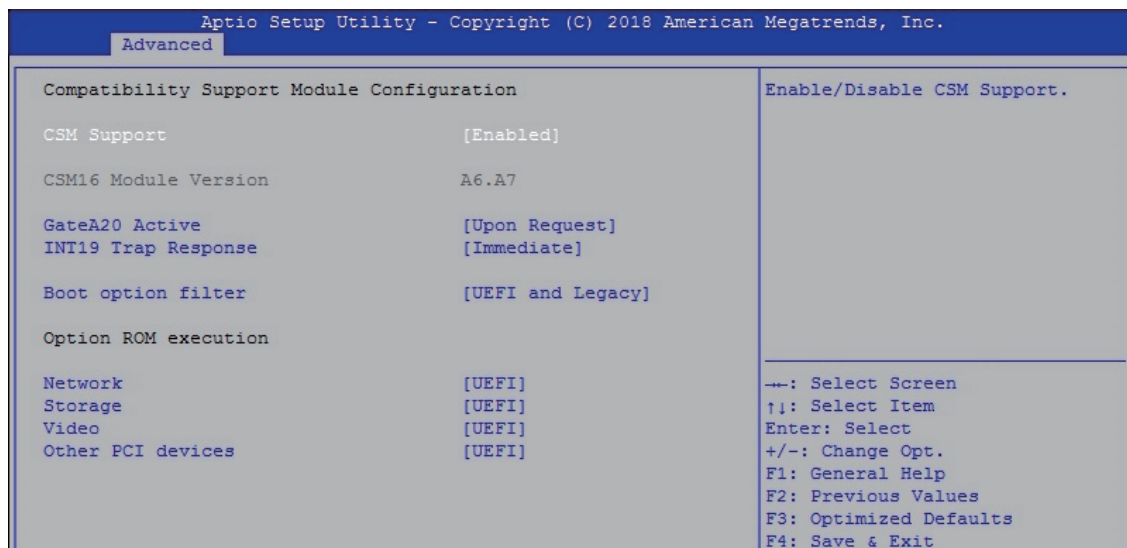 Aptio Setup Utility - Copyright (C) 2018 American Megatrends, Inc.
Advanced
Compatibility Support Module Configuration
CSM Support [Enabled]
CSM16 Module Version A6.A7
GateA20 Active [Upon Request]
INT19 Trap Response [Immediate]
Boot option filter [UEFI and Legacy]
Option ROM execution
Network [UEFI]
Storage [UEFI]
Video [UEFI]
Other PCI devices [UEFI]
Enable/Disable CSM Support.
→←: Select Screen
↑↓: Select Item
Enter: Select
+/-: Change Opt.
F1: General Help
F2: Previous Values
F3: Optimized Defaults
F4: Save & Exit